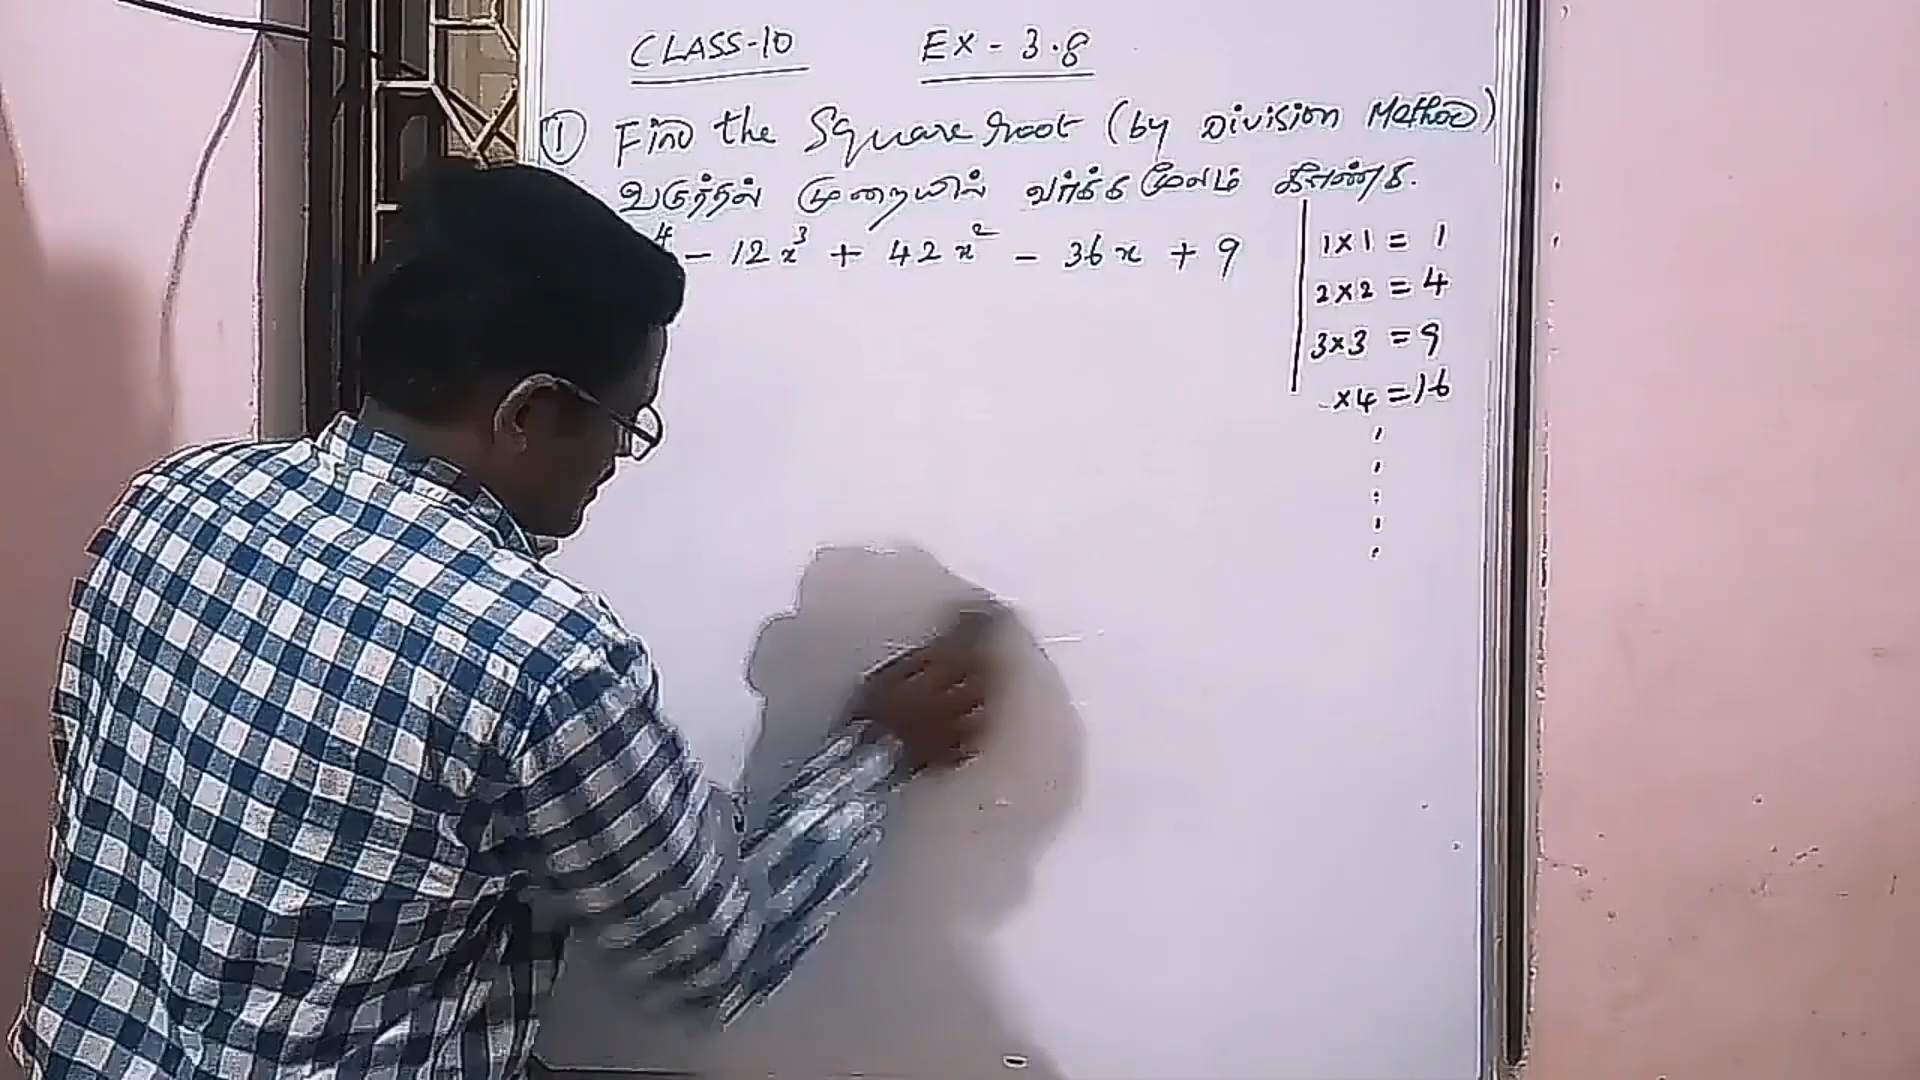 CLASS-10 EX - 3.8
① Find the Square root (by Division Method)
வகுத்தல் முறையில் வர்க்க மூலம் காண்க.
⁴ - 12x³ + 42x² - 36x + 9
1×1 = 1
2×2 = 4
3×3 = 9
×4 = 16